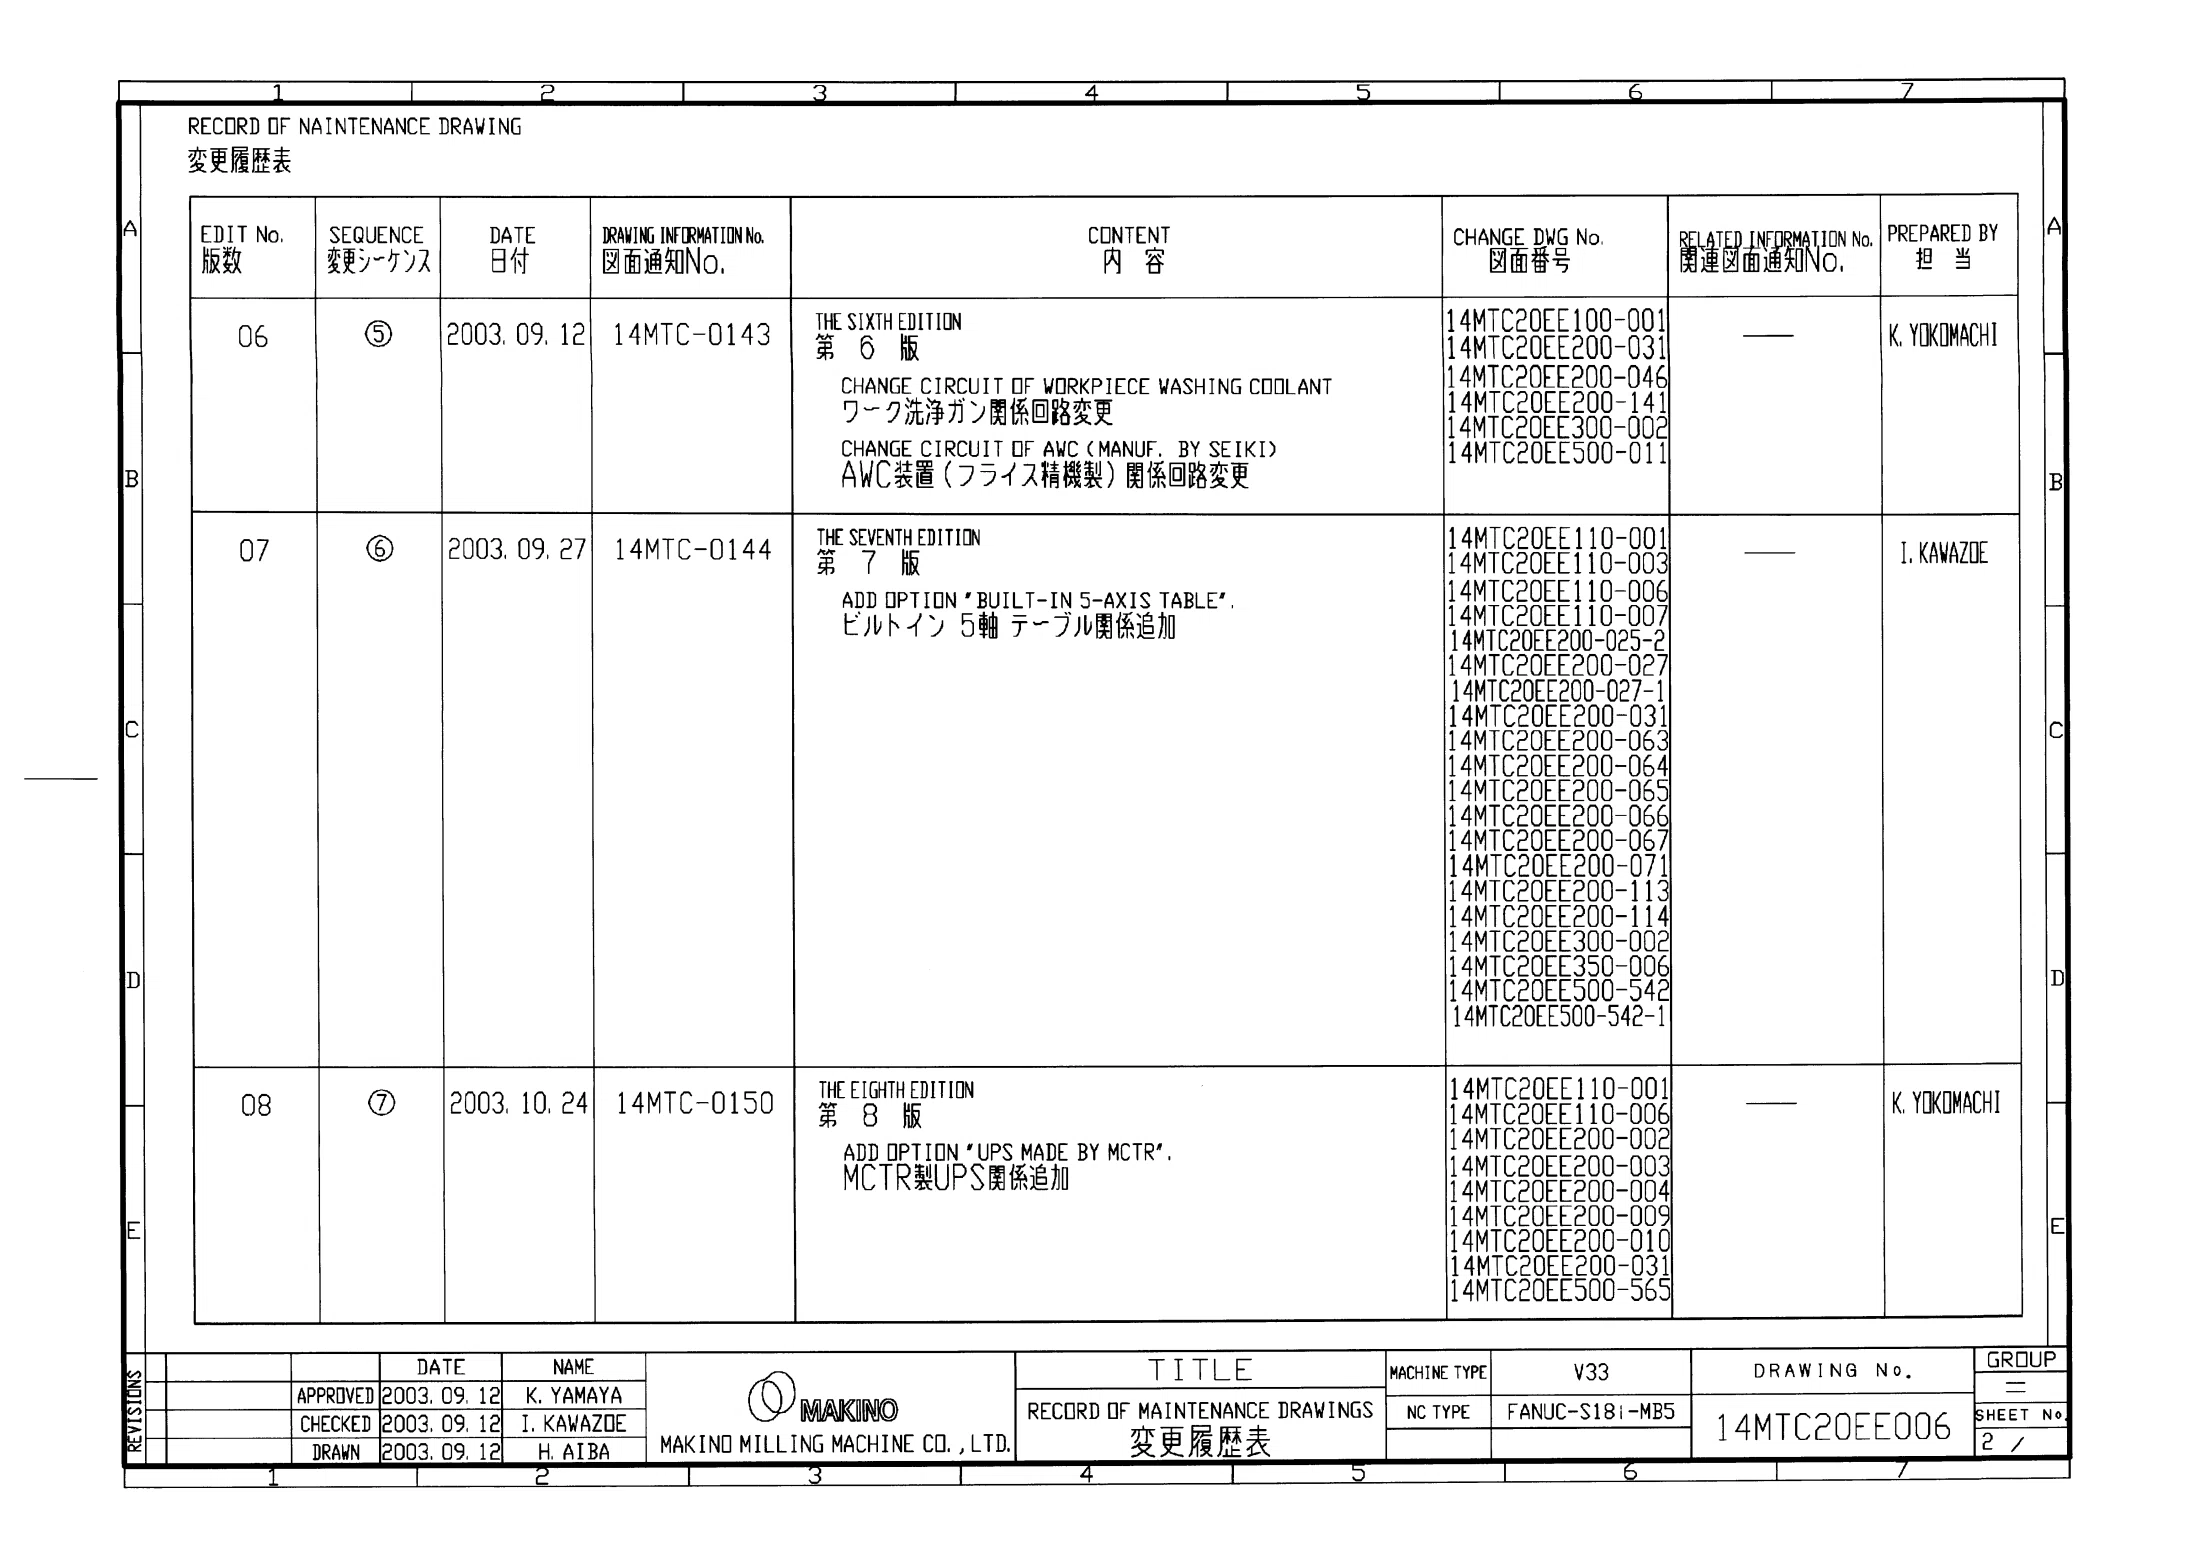 1 2 3 4 5 6 7
RECORD OF NAINTENANCE DRAWING
変更履歴表
EDIT No. SEQUENCE DATE DRAWING INFORMATION No. CONTENT CHANGE DWG No. RELATED INFORMATION No. PREPARED BY
版数 変更シーケンス 日付 図面通知No. 内 容 図面番号 関連図面通知No. 担 当
06 ⑤ 2003. 09. 12 14MTC-0143
THE SIXTH EDITION
第 6 版
CHANGE CIRCUIT OF WORKPIECE WASHING COOLANT
ワーク洗浄ガン関係回路変更
CHANGE CIRCUIT OF AWC (MANUF. BY SEIKI)
AWC装置(フライス精機製)関係回路変更
14MTC20EE100-001
14MTC20EE200-031
14MTC20EE200-046
14MTC20EE200-141
14MTC20EE300-002
14MTC20EE500-011
—
K. YOKOMACHI
07 ⑥ 2003. 09. 27 14MTC-0144
THE SEVENTH EDITION
第 7 版
ADD OPTION "BUILT-IN 5-AXIS TABLE".
ビルトイン 5軸 テーブル関係追加
14MTC20EE110-001
14MTC20EE110-003
14MTC20EE110-006
14MTC20EE110-007
14MTC20EE200-025-2
14MTC20EE200-027
14MTC20EE200-027-1
14MTC20EE200-031
14MTC20EE200-063
14MTC20EE200-064
14MTC20EE200-065
14MTC20EE200-066
14MTC20EE200-067
14MTC20EE200-071
14MTC20EE200-113
14MTC20EE200-114
14MTC20EE300-002
14MTC20EE350-006
14MTC20EE500-542
14MTC20EE500-542-1
—
I. KAWAZOE
08 ⑦ 2003. 10. 24 14MTC-0150
THE EIGHTH EDITION
第 8 版
ADD OPTION "UPS MADE BY MCTR".
MCTR製UPS関係追加
14MTC20EE110-001
14MTC20EE110-006
14MTC20EE200-002
14MTC20EE200-003
14MTC20EE200-004
14MTC20EE200-009
14MTC20EE200-010
14MTC20EE200-031
14MTC20EE500-565
—
K. YOKOMACHI
A A
B B
C C
D D
E E
REVISIONS
DATE NAME
APPROVED 2003. 09. 12 K. YAMAYA
CHECKED 2003. 09. 12 I. KAWAZOE
DRAWN 2003. 09. 12 H. AIBA
MAKINO
MAKINO MILLING MACHINE CO. , LTD.
TITLE
RECORD OF MAINTENANCE DRAWINGS
変更履歴表
MACHINE TYPE V33
NC TYPE FANUC-S18i-MB5
DRAWING No.
14MTC20EE006
GROUP
=
SHEET No.
2 /
1 2 3 4 5 6 7